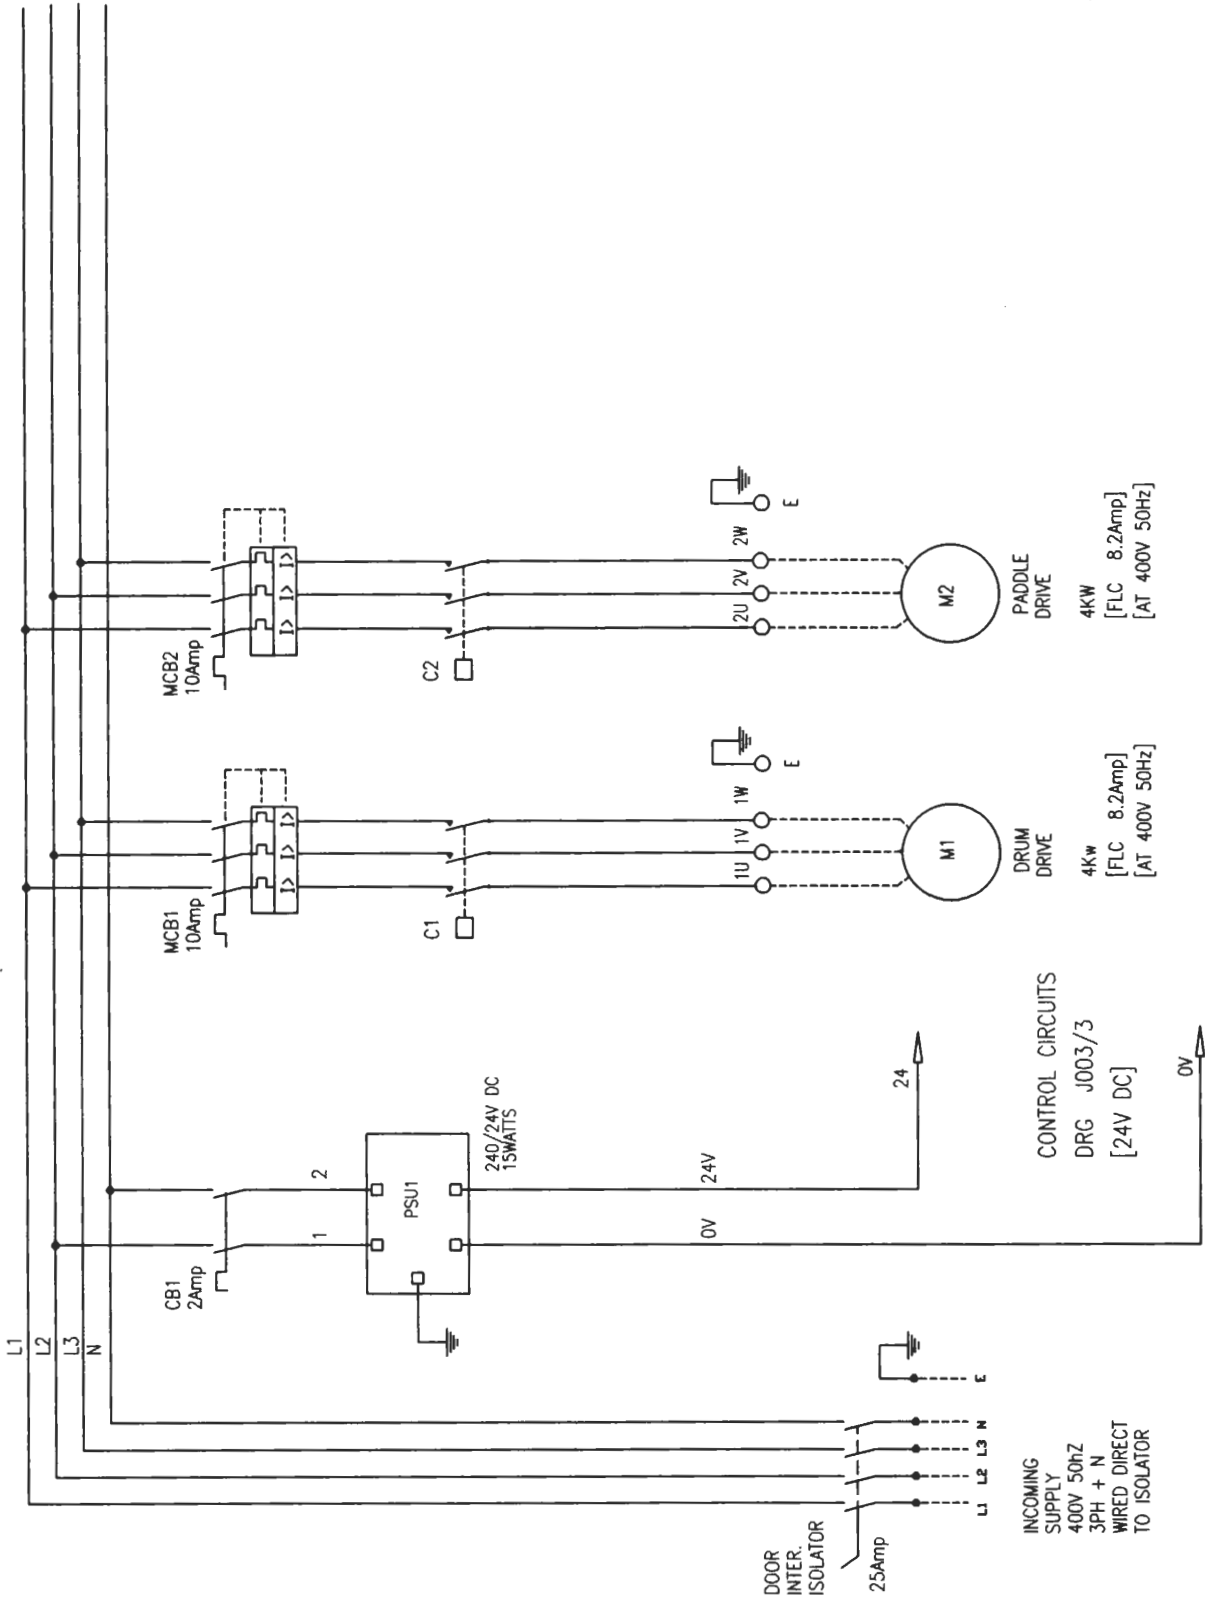 L1
L2
L3
N
CB1
2Amp
1
2
PSU1
240/24V DC
15WATTS
0V
24V
24
0V
CONTROL CIRCUITS
DRG J003/3
[24V DC]
DOOR
INTER.
ISOLATOR
25Amp
L1
L2
L3
N
E
INCOMING
SUPPLY
400V 50hZ
3PH + N
WIRED DIRECT
TO ISOLATOR
MCB1
10Amp
I>
I>
I>
C1
1U
1V
1W
E
M1
DRUM
DRIVE
4Kw
[FLC 8.2Amp]
[AT 400V 50Hz]
MCB2
10Amp
I>
I>
I>
C2
2U
2V
2W
E
M2
PADDLE
DRIVE
4KW
[FLC 8.2Amp]
[AT 400V 50Hz]